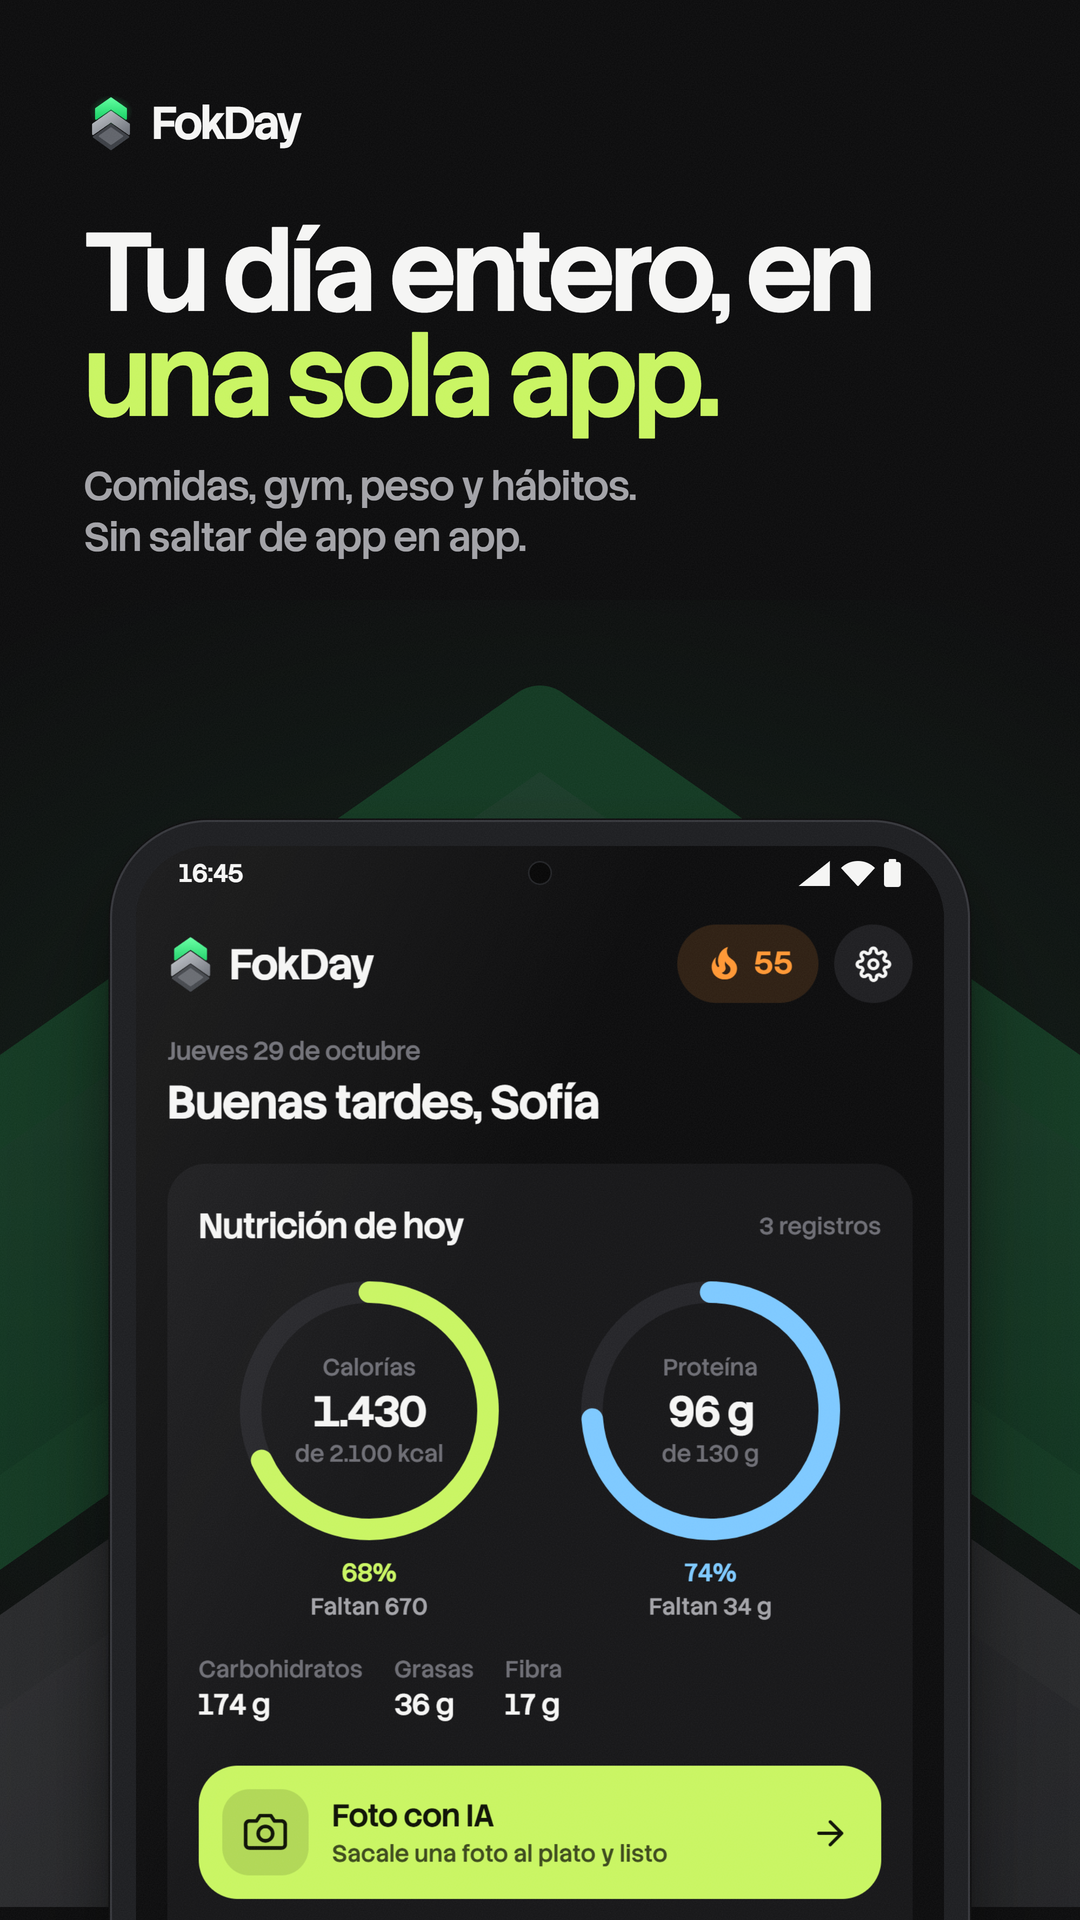 FokDay
Tu día entero, en
una sola app.
Comidas, gym, peso y hábitos.
Sin saltar de app en app.
16:45
FokDay
55
Jueves 29 de octubre
Buenas tardes, Sofía
Nutrición de hoy
3 registros
Calorías
1.430
de 2.100 kcal
68%
Faltan 670
Proteína
96 g
de 130 g
74%
Faltan 34 g
Carbohidratos
174 g
Grasas
36 g
Fibra
17 g
Foto con IA
Sacale una foto al plato y listo